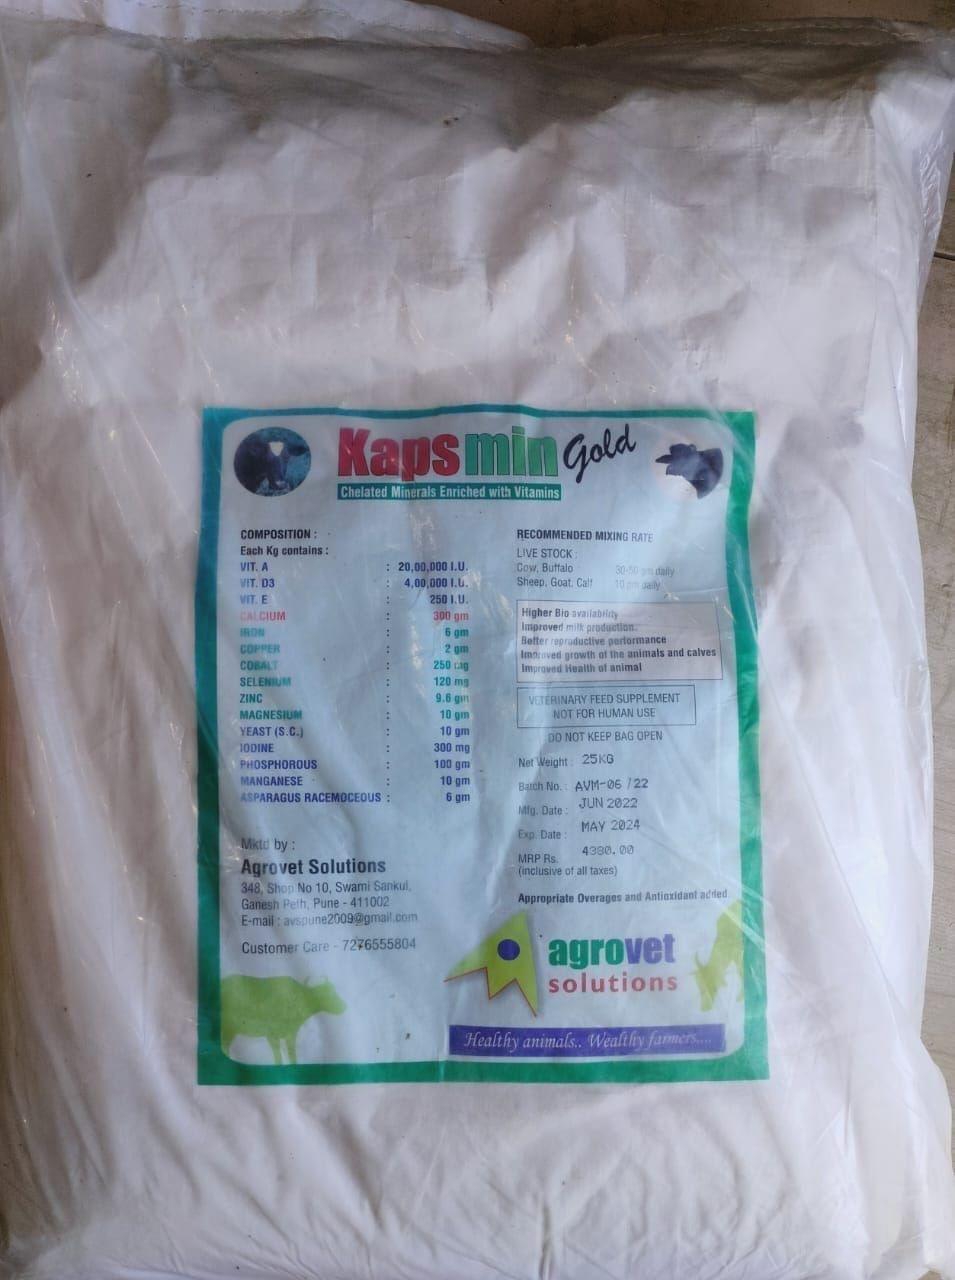 Kapsmin Gold
Chelated Minerals Enriched with Vitamins
COMPOSITION :
Each Kg contains :
VIT. A : 20,00,000 I.U.
VIT. D3 : 4,00,000 I.U.
VIT. E : 250 I.U.
CALCIUM : 300 gm
IRON : 6 gm
COPPER : 2 gm
COBALT : 250 mg
SELENIUM : 120 mg
ZINC : 9.6 gm
MAGNESIUM : 10 gm
YEAST (S.C.) : 10 gm
IODINE : 300 mg
PHOSPHOROUS : 100 gm
MANGANESE : 10 gm
ASPARAGUS RACEMOCEOUS : 6 gm
Mktd by :
Agrovet Solutions
348, Shop No 10, Swami Sankul,
Ganesh Peth, Pune - 411002
E-mail : avspune2009@gmail.com
Customer Care - 7276555804
RECOMMENDED MIXING RATE
LIVE STOCK :
Cow, Buffalo 30-50 gm daily
Sheep, Goat, Calf 10 gm daily
Higher Bio availability
Improved milk production.
Better reproductive performance
Improved growth of the animals and calves
Improved Health of animal
VETERINARY FEED SUPPLEMENT
NOT FOR HUMAN USE
DO NOT KEEP BAG OPEN
Net Weight : 25KG
Batch No. : AVM-06 /22
Mfg. Date : JUN 2022
Exp. Date : MAY 2024
MRP Rs. 4380.00
(inclusive of all taxes)
Appropriate Overages and Antioxidant added
agrovet
solutions
Healthy animals.. Wealthy farmers....